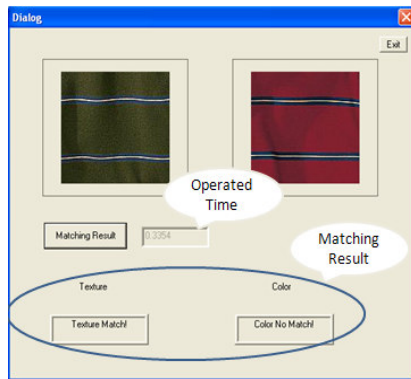 Dialog
Exit
Operated
Time
Matching Result
0.3354
Matching
Result
Texture
Color
Texture Match!
Color No Match!